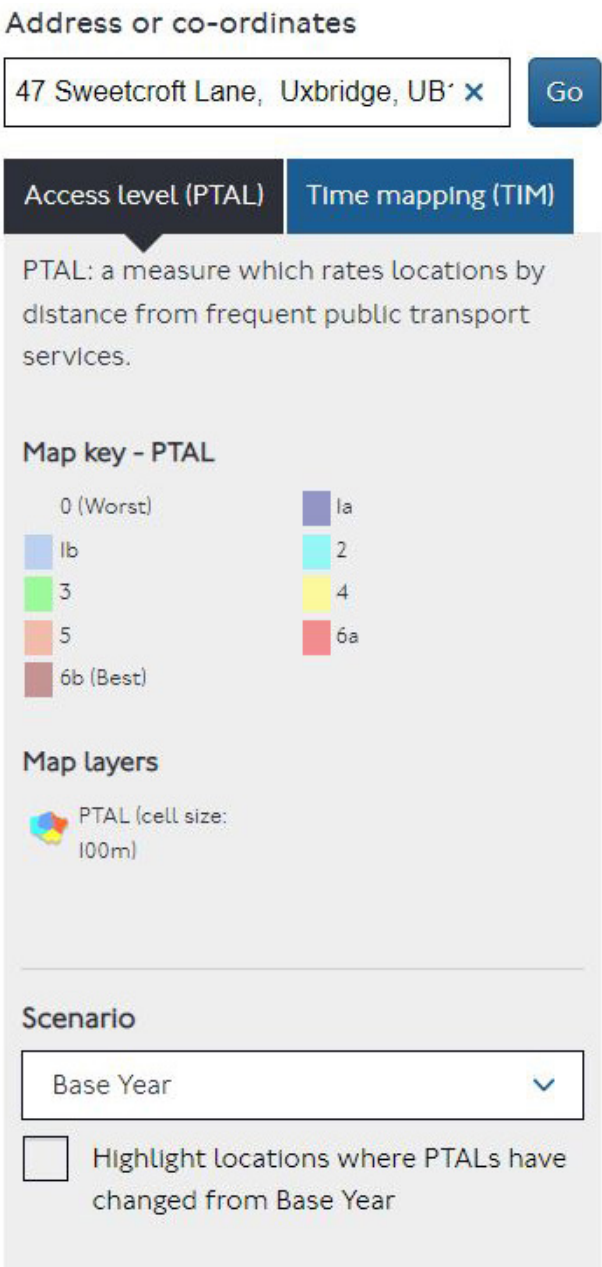 Address or co-ordinates
47 Sweetcroft Lane,  Uxbridge, UB1 ×
Go
Access level (PTAL)
Time mapping (TIM)
PTAL: a measure which rates locations by
distance from frequent public transport
services.
Map key - PTAL
0 (Worst)
1a
1b
2
3
4
5
6a
6b (Best)
Map layers
PTAL (cell size:
100m)
Scenario
Base Year
Highlight locations where PTALs have
changed from Base Year